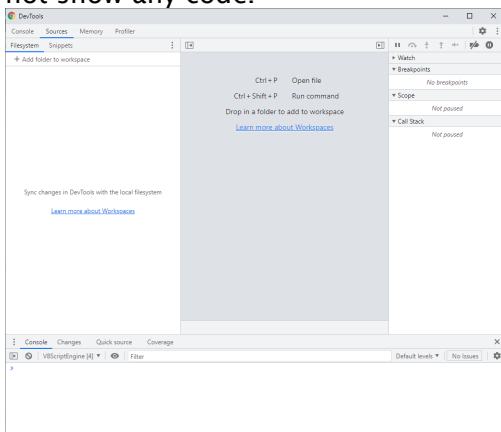 not show any code.
DevTools
Console Sources Memory Profiler
Filesystem Snippets
+ Add folder to workspace
Sync changes in DevTools with the local filesystem
Learn more about Workspaces
Ctrl + P Open file
Ctrl + Shift + P Run command
Drop in a folder to add to workspace
Learn more about Workspaces
Watch
Breakpoints
No breakpoints
Scope
Not paused
Call Stack
Not paused
Console Changes Quick source Coverage
V8ScriptEngine [4] Filter Default levels No Issues